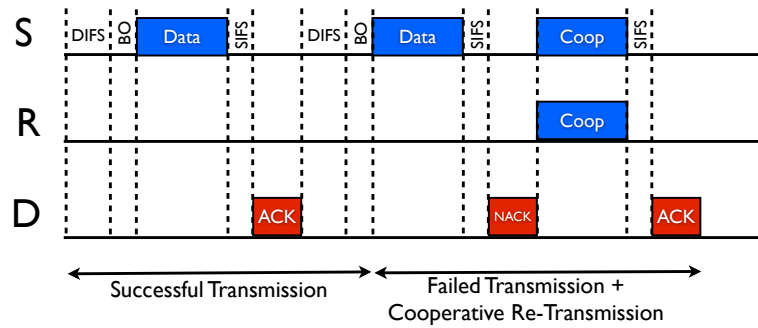 S DIFS BO Data SIFS DIFS BO Data SIFS Coop SIFS
R Coop
D ACK NACK ACK
Successful Transmission
Failed Transmission +
Cooperative Re-Transmission